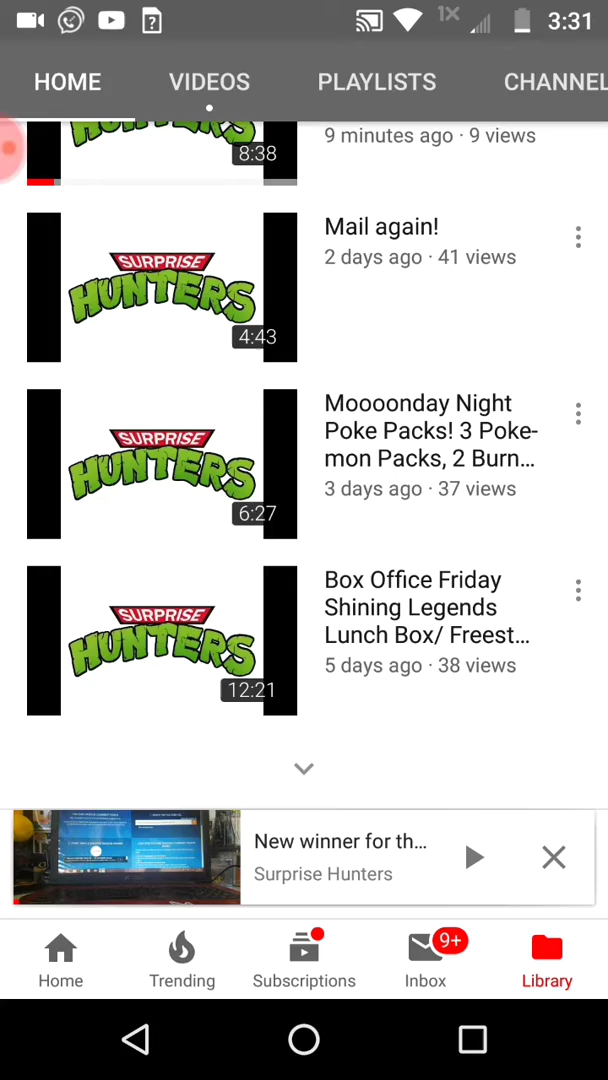 1X
3:31
HOME
VIDEOS
PLAYLISTS
CHANNEL
8:38
9 minutes ago · 9 views
SURPRISE
HUNTERS
4:43
Mail again!
2 days ago · 41 views
SURPRISE
HUNTERS
6:27
Moooonday Night
Poke Packs! 3 Poke-
mon Packs, 2 Burn...
3 days ago · 37 views
SURPRISE
HUNTERS
12:21
Box Office Friday
Shining Legends
Lunch Box/ Freest...
5 days ago · 38 views
New winner for th...
Surprise Hunters
9+
Home
Trending
Subscriptions
Inbox
Library